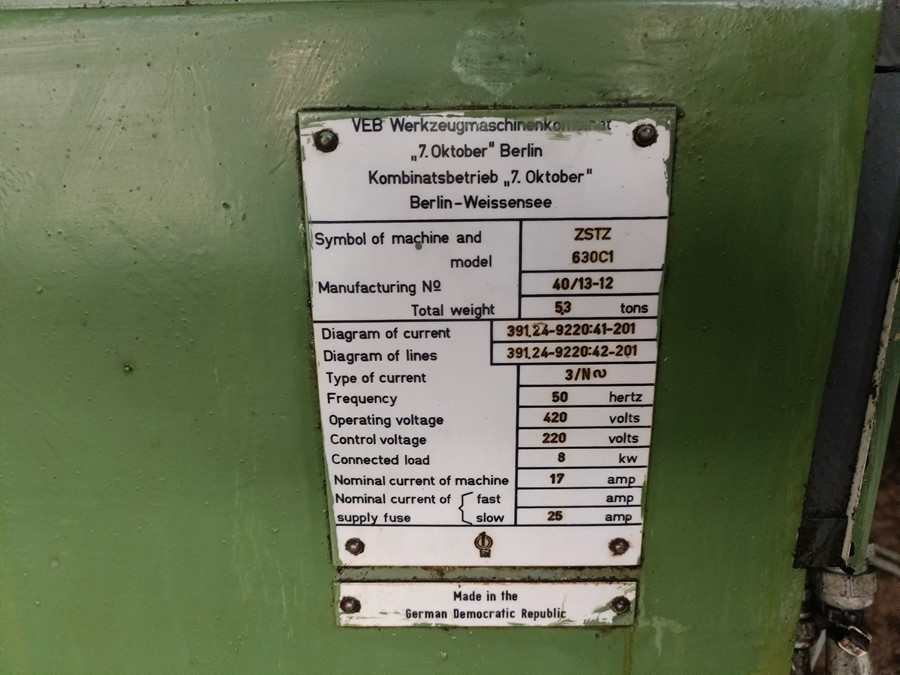 VEB Werkzeugmaschinenkombinat
„7. Oktober" Berlin
Kombinatsbetrieb „7. Oktober"
Berlin-Weissensee
Symbol of machine and model ZSTZ 630C1
Manufacturing Nº 40/13-12
Total weight 5,3 tons
Diagram of current 391.24-9220:41-201
Diagram of lines 391.24-9220:42-201
Type of current 3/N~
Frequency 50 hertz
Operating voltage 420 volts
Control voltage 220 volts
Connected load 8 kw
Nominal current of machine 17 amp
Nominal current of supply fuse { fast amp
slow 25 amp
Made in the
German Democratic Republic